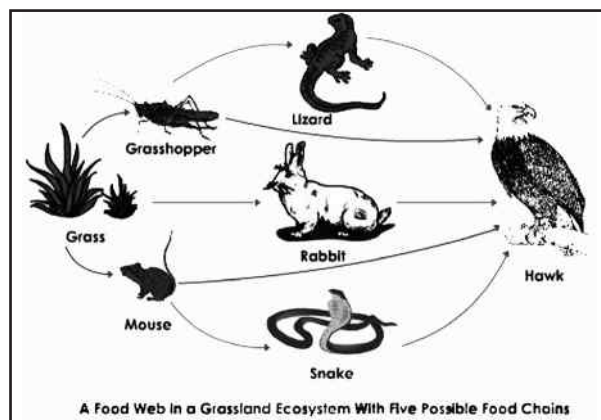 Lizard
Grasshopper
Grass
Rabbit
Hawk
Mouse
Snake
A Food Web in a Grassland Ecosystem With Five Possible Food Chains